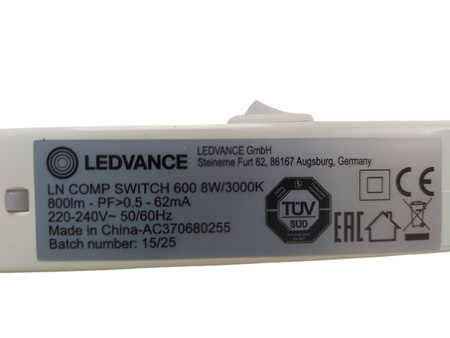 LEDVANCE
LEDVANCE GmbH
Steinerne Furt 62, 86167 Augsburg, Germany
LN COMP SWITCH 600 8W/3000K
800lm - PF>0.5 - 62mA
220-240V~ 50/60Hz
Made in China-AC370680255
Batch number: 15/25
TÜV
SÜD
CE
EAC